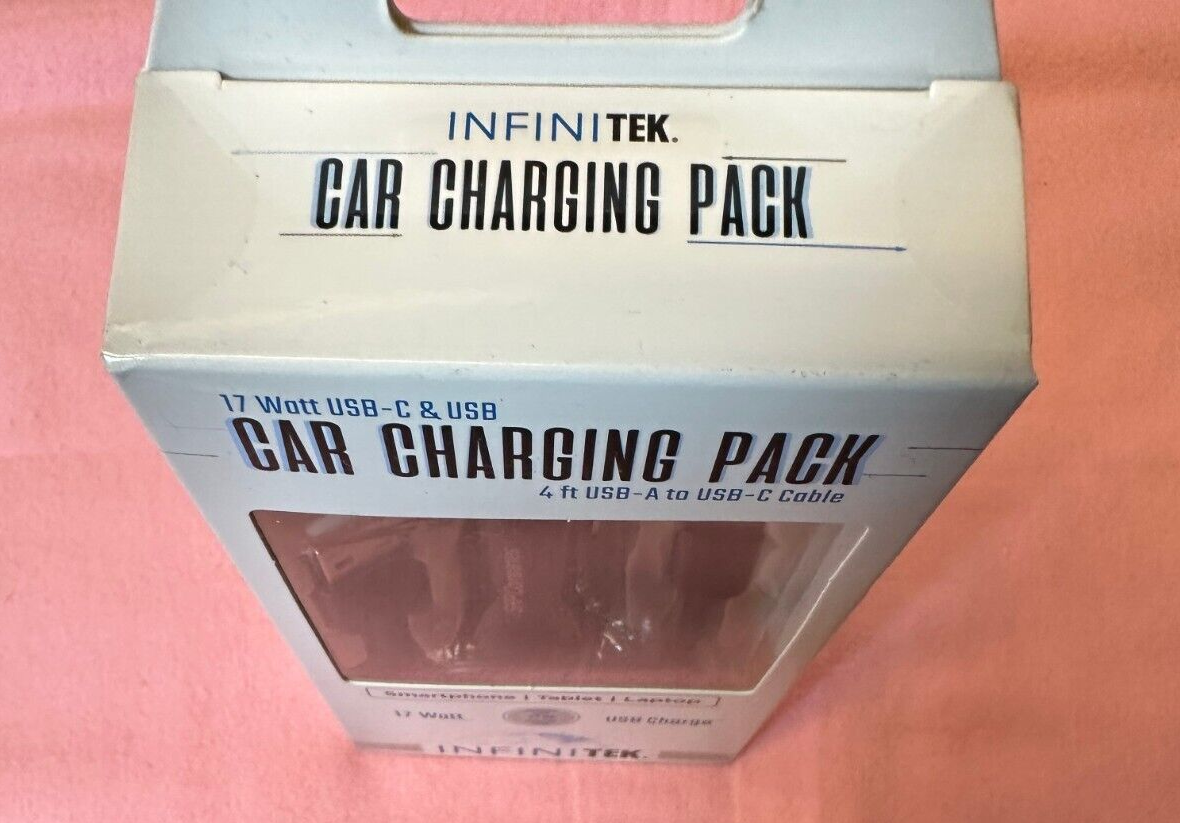 INFINITEK.
CAR CHARGING PACK
17 Watt USB-C & USB
CAR CHARGING PACK
4 ft USB-A to USB-C Cable
Smartphone | Tablet | Laptop
17 Watt
USB Charge
INFINITEK.